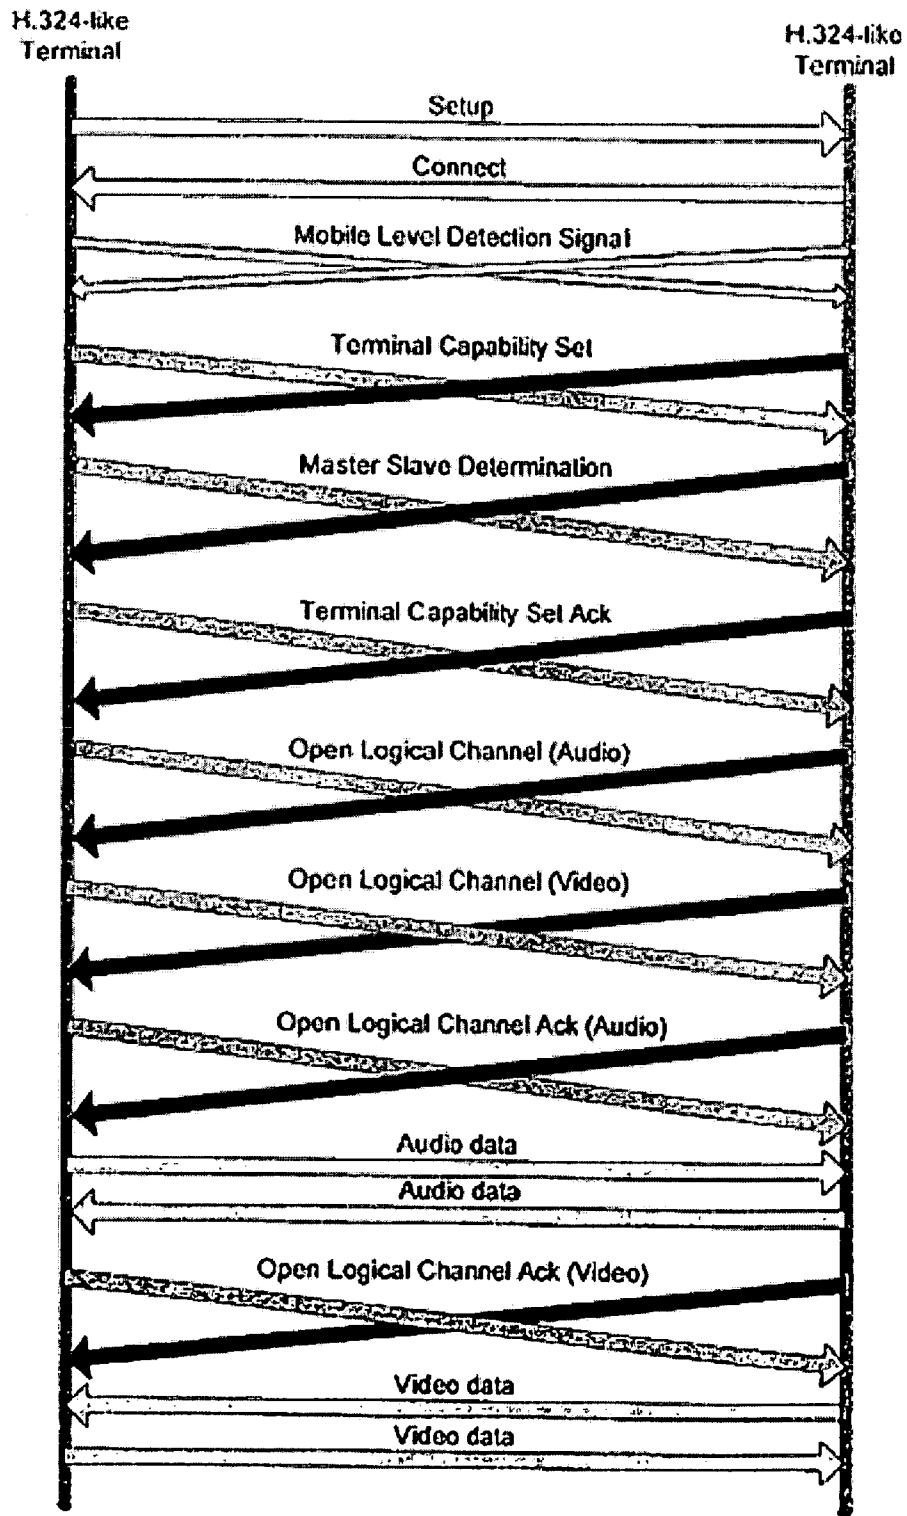 H.324-like
Terminal
H.324-like
Terminal
Setup
Connect
Mobile Level Detection Signal
Terminal Capability Set
Master Slave Determination
Terminal Capability Set Ack
Open Logical Channel (Audio)
Open Logical Channel (Video)
Open Logical Channel Ack (Audio)
Audio data
Audio data
Open Logical Channel Ack (Video)
Video data
Video data